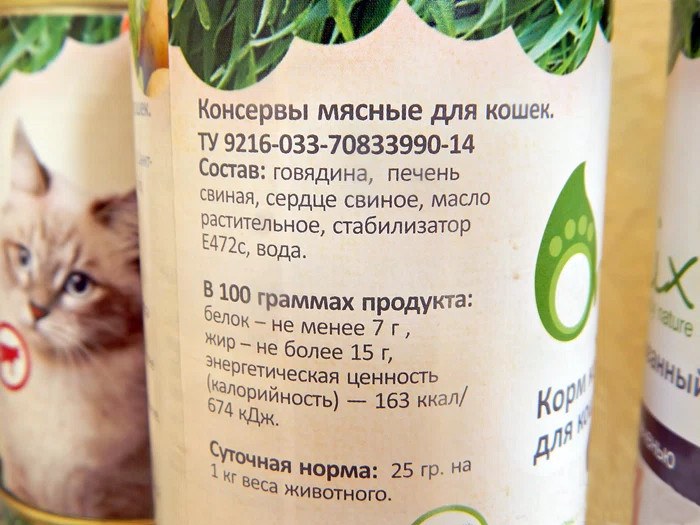 Консервы мясные для кошек.
ТУ 9216-033-70833990-14
Состав: говядина, печень
свиная, сердце свиное, масло
растительное, стабилизатор
Е472с, вода.
В 100 граммах продукта:
белок – не менее 7 г ,
жир – не более 15 г,
энергетическая ценность
(калорийность) — 163 ккал/
674 кДж.
Суточная норма: 25 гр. на
1 кг веса животного.
Корм
для
nature